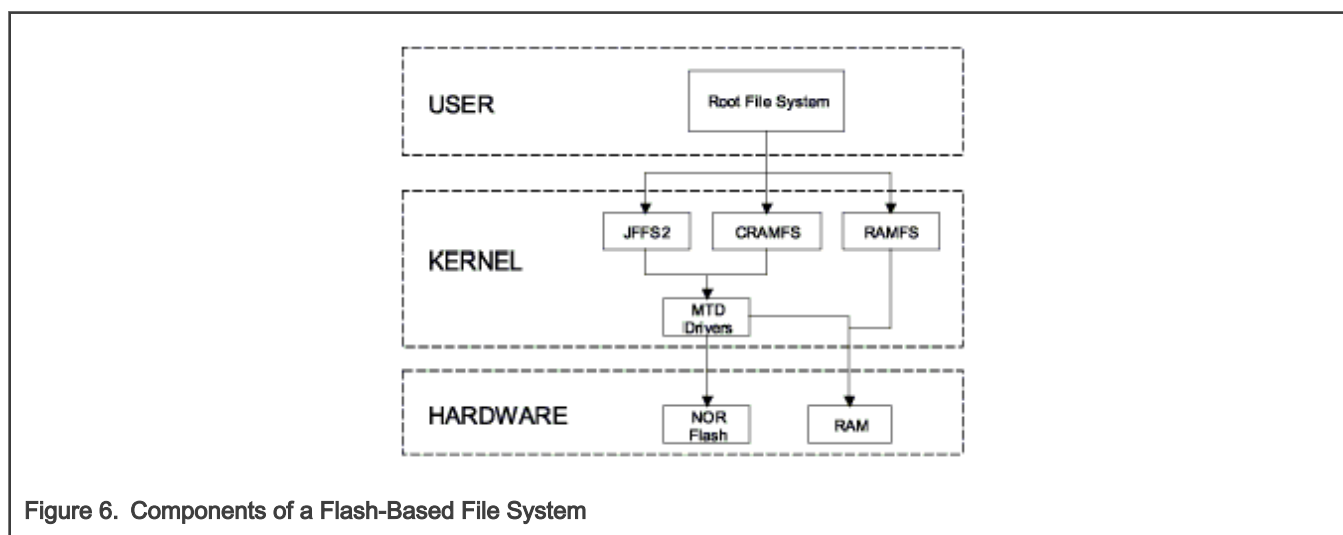 USER
Root File System
KERNEL
JFFS2
CRAMFS
RAMFS
MTD
Drivers
HARDWARE
NOR
Flash
RAM
Figure 6. Components of a Flash-Based File System